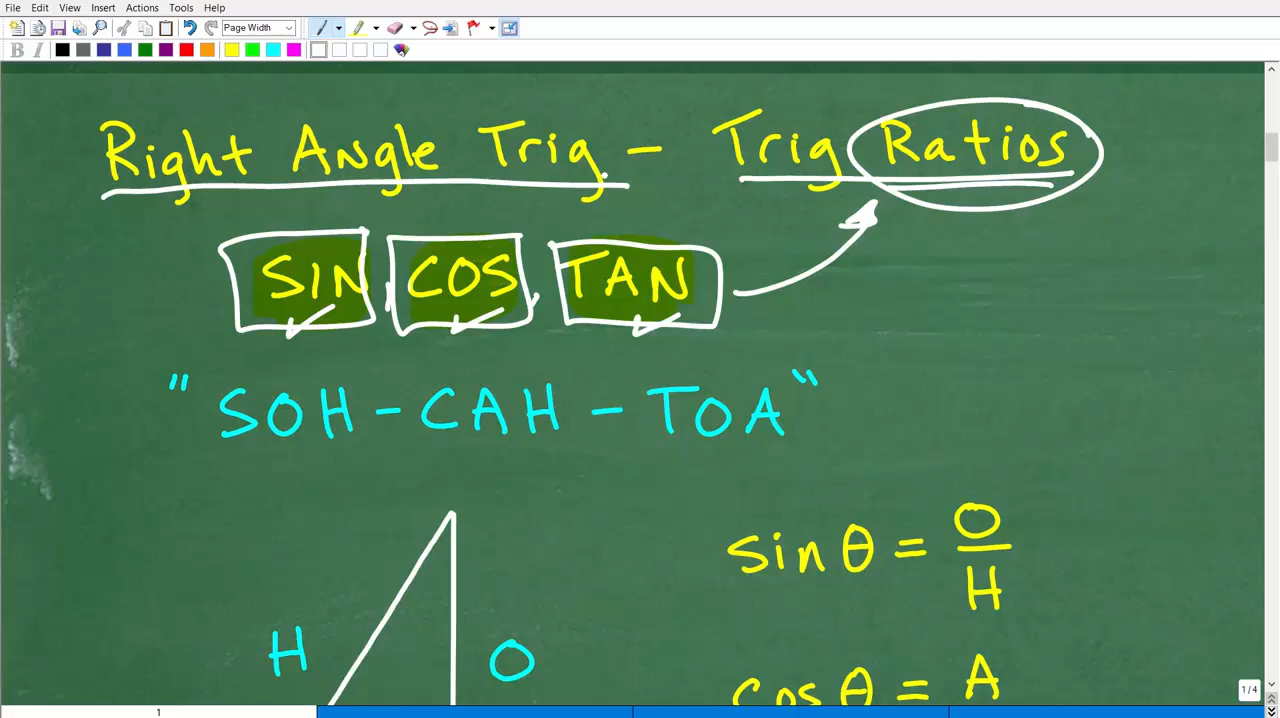 File Edit View Insert Actions Tools Help
Page Width
B I
Right Angle Trig - Trig Ratios
SIN, COS, TAN
"SOH - CAH - TOA"
sin θ = O/H
H O
cos θ = A
1/4
1